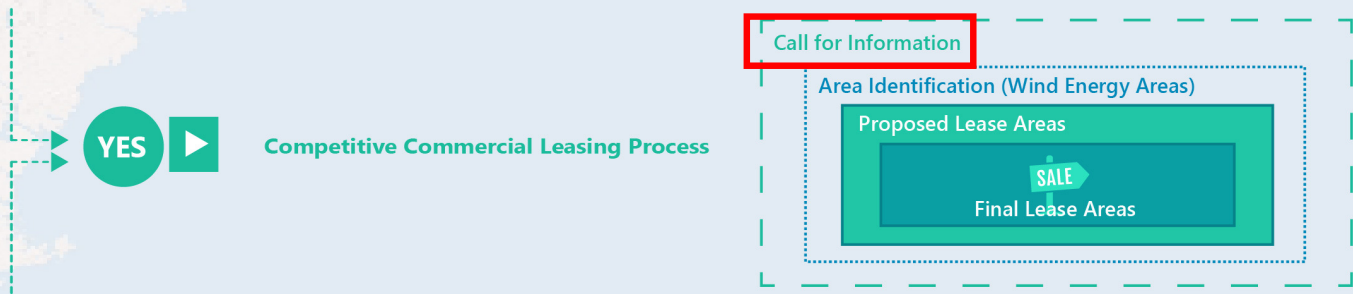 Call for Information
Area Identification (Wind Energy Areas)
Proposed Lease Areas
YES
Competitive Commercial Leasing Process
SALE
Final Lease Areas